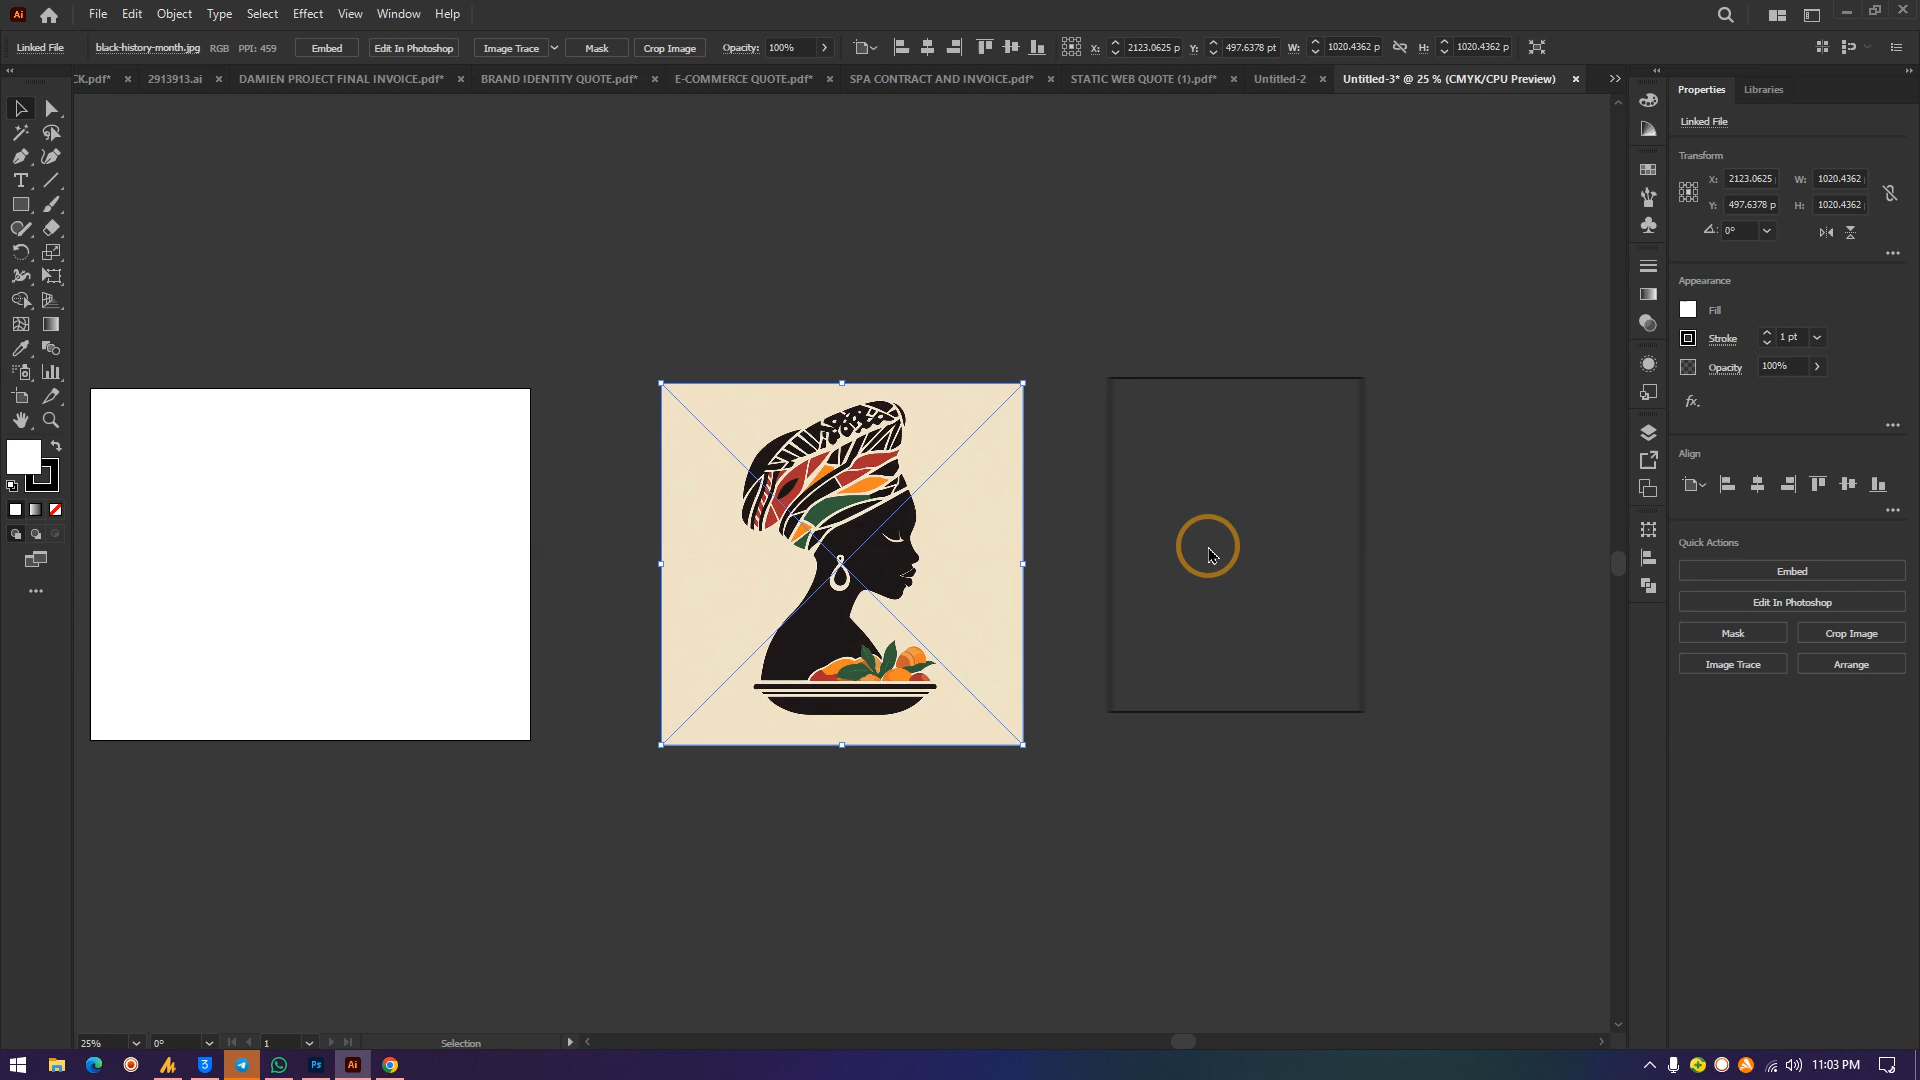 Ai File Edit Object Type Select Effect View Window Help
Linked File black-history-month.jpg RGB PPI: 459 Embed Edit In Photoshop Image Trace Mask Crop Image Opacity: 100% X: 2123.0625 p Y: 497.6378 pt W: 1020.4362 p H: 1020.4362 p
CK.pdf* × 2913913.ai × DAMIEN PROJECT FINAL INVOICE.pdf* × BRAND IDENTITY QUOTE.pdf* × E-COMMERCE QUOTE.pdf* × SPA CONTRACT AND INVOICE.pdf* × STATIC WEB QUOTE (1).pdf* × Untitled-2 × Untitled-3* @ 25 % (CMYK/CPU Preview) ×
Properties Libraries
Linked File
Transform
X: 2123.0625 W: 1020.4362
Y: 497.6378 p H: 1020.4362
0°
Appearance
Fill
Stroke 1 pt
Opacity 100%
fx.
Align
Quick Actions
Embed
Edit In Photoshop
Mask Crop Image
Image Trace Arrange
25% 0° 1 Selection
3 Ps Ai 11:03 PM